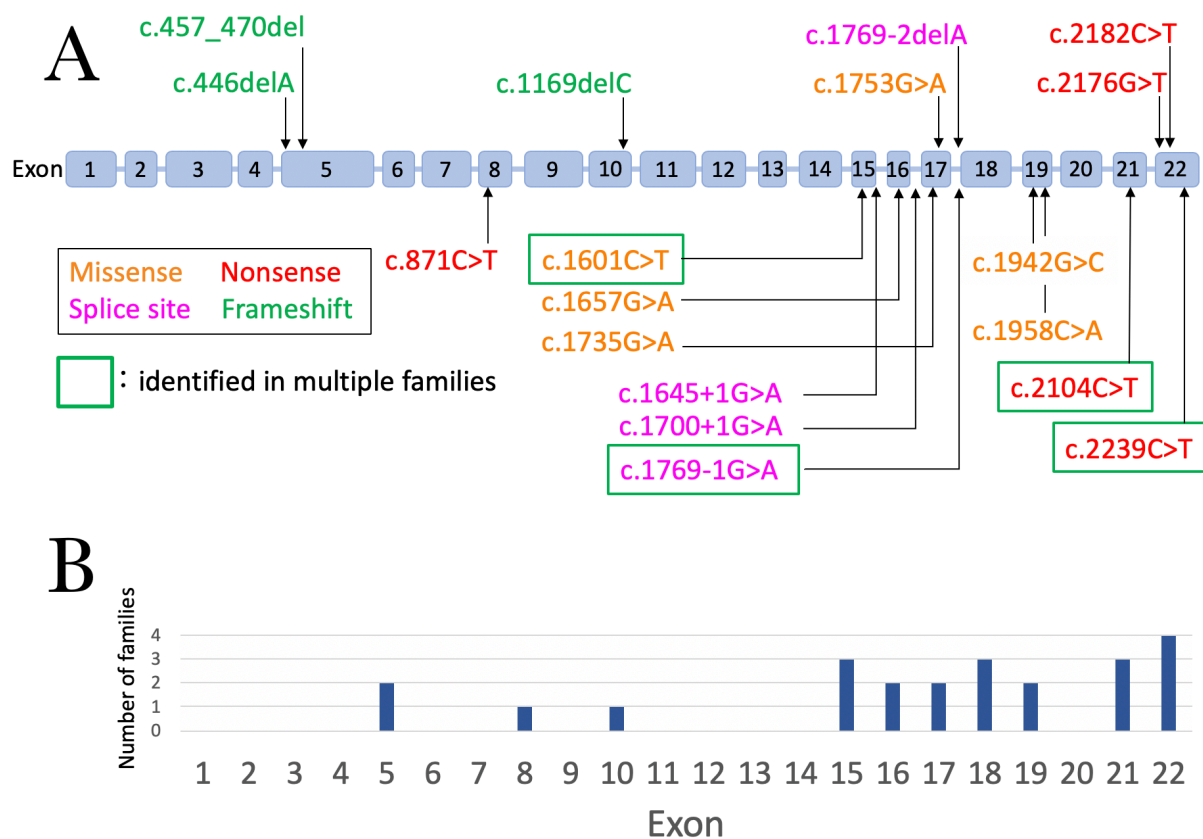 A
c.457_470del
c.446delA
c.1169delC
c.1769-2delA
c.1753G>A
c.2182C>T
c.2176G>T
Exon 1 2 3 4 5 6 7 8 9 10 11 12 13 14 15 16 17 18 19 20 21 22
c.871C>T
c.1601C>T
c.1657G>A
c.1735G>A
c.1645+1G>A
c.1700+1G>A
c.1769-1G>A
c.1942G>C
c.1958C>A
c.2104C>T
c.2239C>T
Missense Nonsense
Splice site Frameshift
: identified in multiple families
B
Number of families
4
3
2
1
0
1 2 3 4 5 6 7 8 9 10 11 12 13 14 15 16 17 18 19 20 21 22
Exon